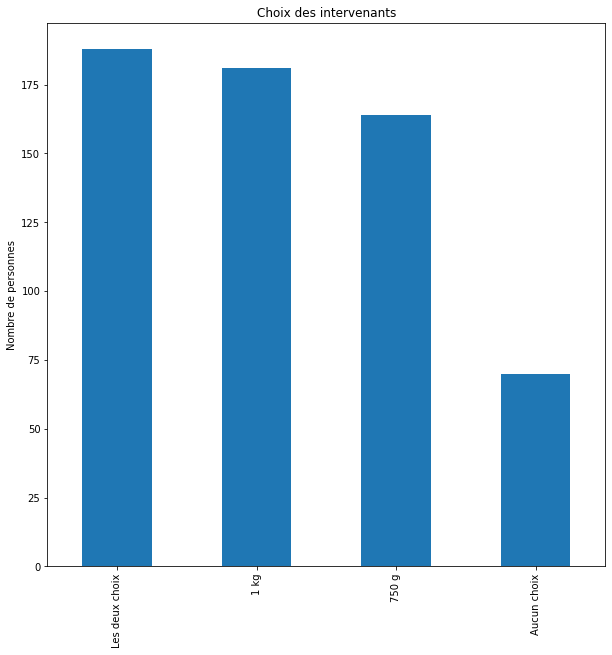 Choix des intervenants
Nombre de personnes
175
150
125
100
75
50
25
0
Les deux choix
1 kg
750 g
Aucun choix